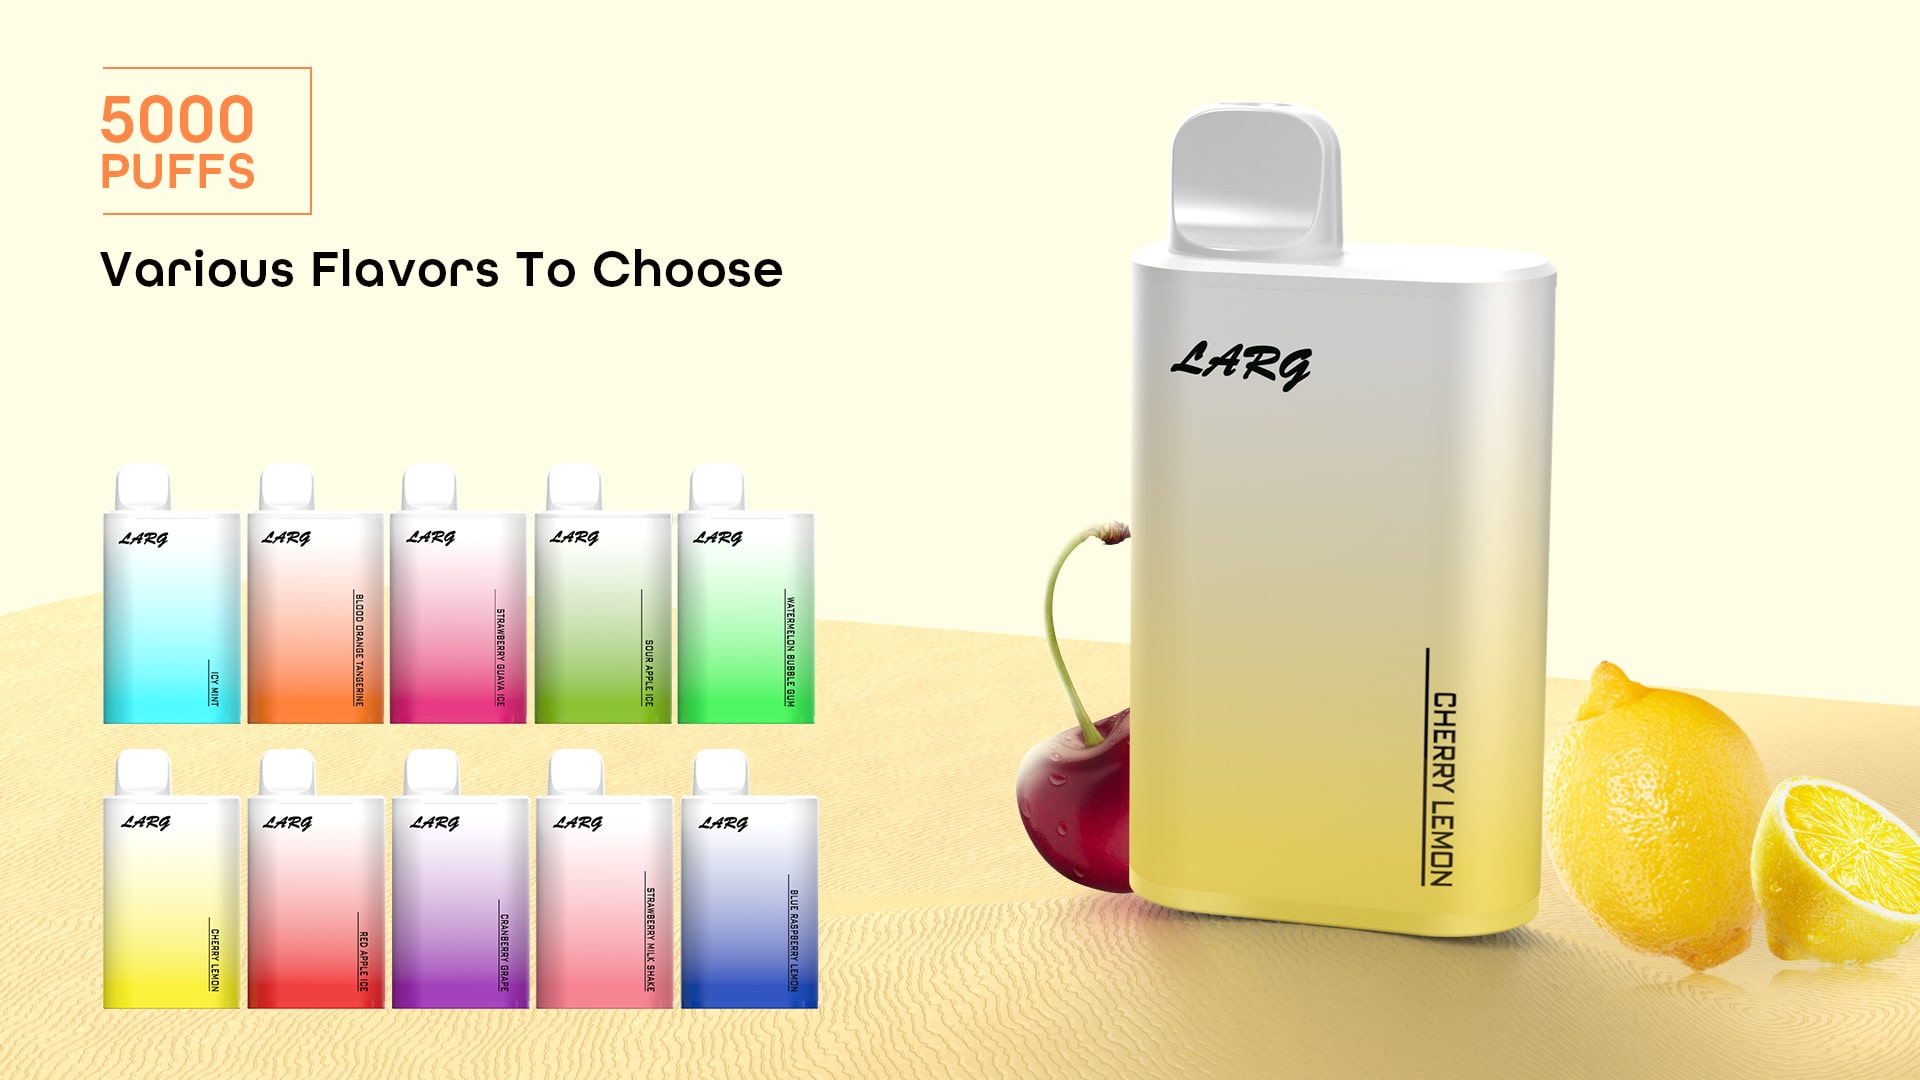 5000
PUFFS
Various Flavors To Choose
LARG
CHERRY LEMON
LARG
ICY MINT
LARG
BLOOD ORANGE TANGERINE
LARG
STRAWBERRY GUAVA ICE
LARG
SOUR APPLE ICE
LARG
WATERMELON BUBBLE GUM
LARG
CHERRY LEMON
LARG
RED APPLE ICE
LARG
CRANBERRY GRAPE
LARG
STRAWBERRY MILK SHAKE
LARG
BLUE RASPBERRY LEMON